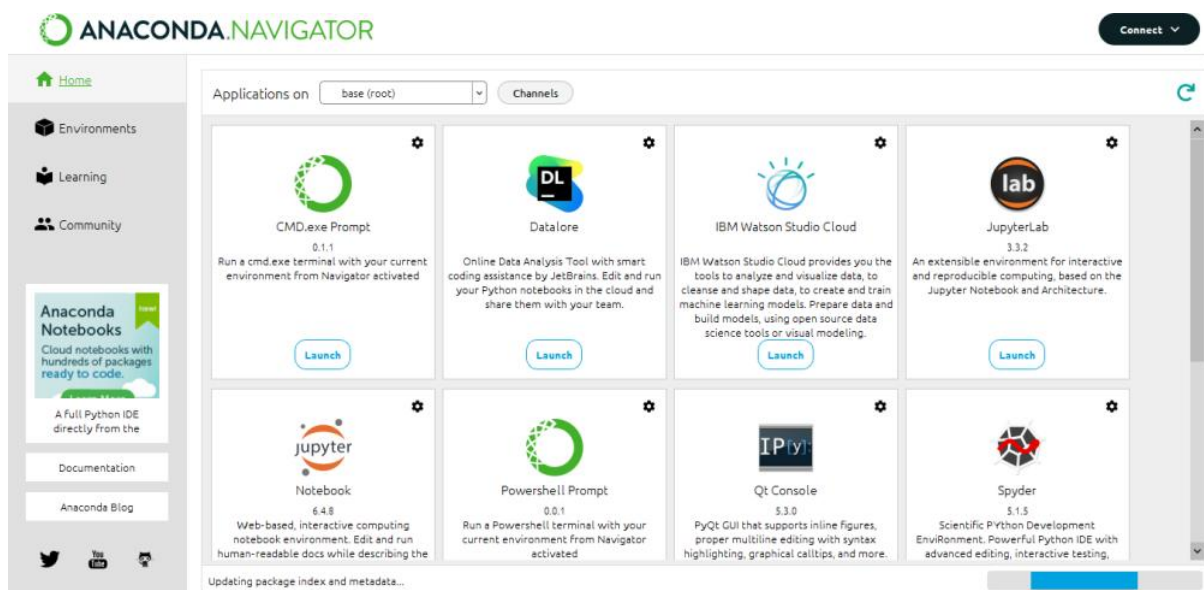 ANACONDA.NAVIGATOR
Connect
Home
Environments
Learning
Community
Anaconda
Notebooks
New!
Cloud notebooks with
hundreds of packages
ready to code.
Learn More
A full Python IDE
directly from the
Documentation
Anaconda Blog
You
Tube
Applications on
base (root)
Channels
CMD.exe Prompt
0.1.1
Run a cmd.exe terminal with your current
environment from Navigator activated
Launch
DL
Datalore
Online Data Analysis Tool with smart
coding assistance by JetBrains. Edit and run
your Python notebooks in the cloud and
share them with your team.
Launch
IBM Watson Studio Cloud
IBM Watson Studio Cloud provides you the
tools to analyze and visualize data, to
cleanse and shape data, to create and train
machine learning models. Prepare data and
build models, using open source data
science tools or visual modeling.
Launch
lab
JupyterLab
3.3.2
An extensible environment for interactive
and reproducible computing, based on the
Jupyter Notebook and Architecture.
Launch
jupyter
Notebook
6.4.8
Web-based, interactive computing
notebook environment. Edit and run
human-readable docs while describing the
Powershell Prompt
0.0.1
Run a Powershell terminal with your
current environment from Navigator
activated
IP[y]:
Qt Console
5.3.0
PyQt GUI that supports inline figures,
proper multiline editing with syntax
highlighting, graphical calltips, and more.
Spyder
5.1.5
Scientific PYthon Development
EnviRonment. Powerful Python IDE with
advanced editing, interactive testing,
Updating package index and metadata...